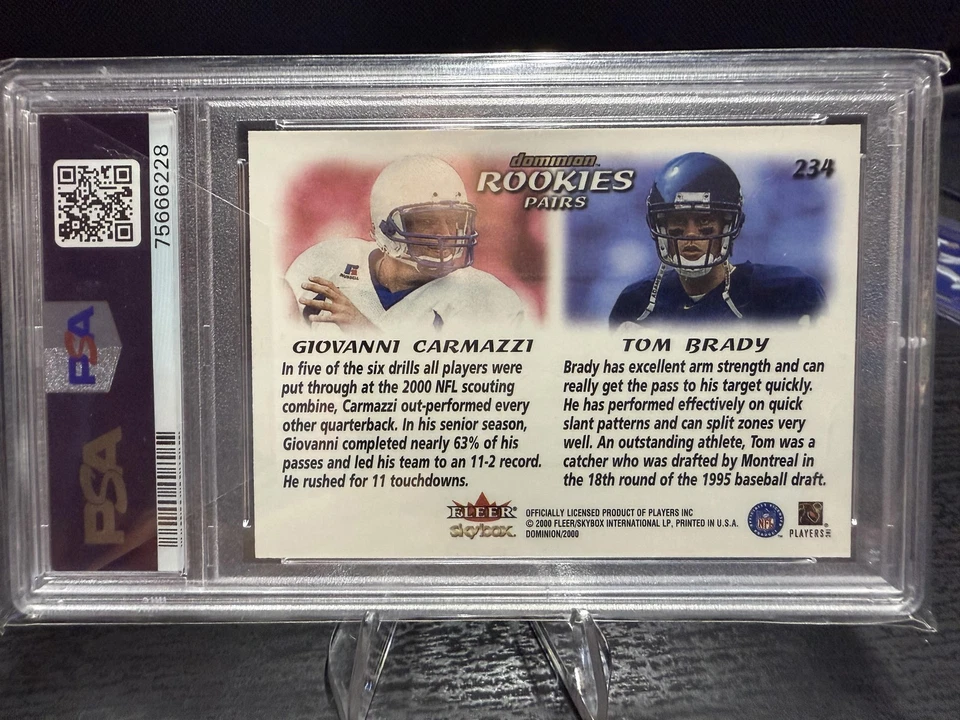 75666228
PSA
PSA
dominion
ROOKIES
PAIRS
234
RUSSELL
GIOVANNI CARMAZZI
In five of the six drills all players were
put through at the 2000 NFL scouting
combine, Carmazzi out-performed every
other quarterback. In his senior season,
Giovanni completed nearly 63% of his
passes and led his team to an 11-2 record.
He rushed for 11 touchdowns.
TOM BRADY
Brady has excellent arm strength and can
really get the pass to his target quickly.
He has performed effectively on quick
slant patterns and can split zones very
well. An outstanding athlete, Tom was a
catcher who was drafted by Montreal in
the 18th round of the 1995 baseball draft.
FLEER
skybox
OFFICIALLY LICENSED PRODUCT OF PLAYERS INC
© 2000 FLEER/SKYBOX INTERNATIONAL LP, PRINTED IN U.S.A.
DOMINION/2000
NFL
PLAYERS INC